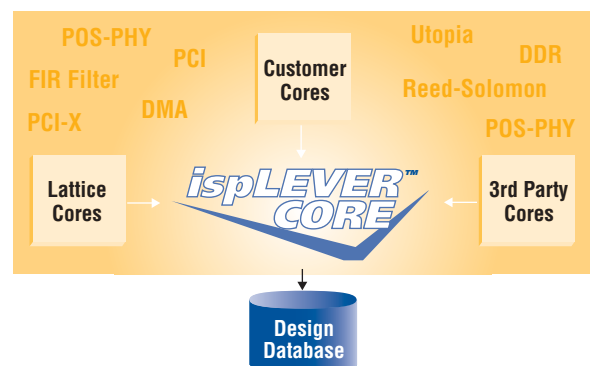 POS-PHY
PCI
FIR Filter
DMA
PCI-X
Customer
Cores
Utopia
DDR
Reed-Solomon
POS-PHY
Lattice
Cores
ispLEVER™
CORE
3rd Party
Cores
Design
Database